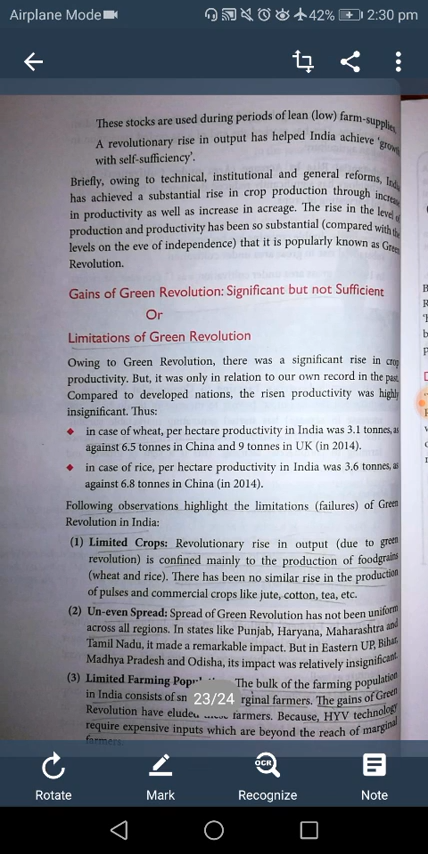 Airplane Mode 42% 2:30 pm
These stocks are used during periods of lean (low) farm-supplies.
A revolutionary rise in output has helped India achieve 'growth
with self-sufficiency'.
Briefly, owing to technical, institutional and general reforms, India
has achieved a substantial rise in crop production through increase
in productivity as well as increase in acreage. The rise in the level of
production and productivity has been so substantial (compared with the
levels on the eve of independence) that it is popularly known as Green
Revolution.
Gains of Green Revolution: Significant but not Sufficient
Or
Limitations of Green Revolution
Owing to Green Revolution, there was a significant rise in crop
productivity. But, it was only in relation to our own record in the past.
Compared to developed nations, the risen productivity was highly
insignificant. Thus:
◆ in case of wheat, per hectare productivity in India was 3.1 tonnes, as
against 6.5 tonnes in China and 9 tonnes in UK (in 2014).
◆ in case of rice, per hectare productivity in India was 3.6 tonnes, as
against 6.8 tonnes in China (in 2014).
Following observations highlight the limitations (failures) of Green
Revolution in India:
(1) Limited Crops: Revolutionary rise in output (due to green
revolution) is confined mainly to the production of foodgrains
(wheat and rice). There has been no similar rise in the production
of pulses and commercial crops like jute, cotton, tea, etc.
(2) Un-even Spread: Spread of Green Revolution has not been uniform
across all regions. In states like Punjab, Haryana, Maharashtra and
Tamil Nadu, it made a remarkable impact. But in Eastern UP, Bihar,
Madhya Pradesh and Odisha, its impact was relatively insignificant.
(3) Limited Farming The bulk of the farming population
in India consists of farmers. The gains of Green
23/24
Revolution have eluded these farmers. Because, HYV technology
require expensive inputs which are beyond the reach of marginal
farmers.
Rotate
Mark
OCR
Recognize
Note